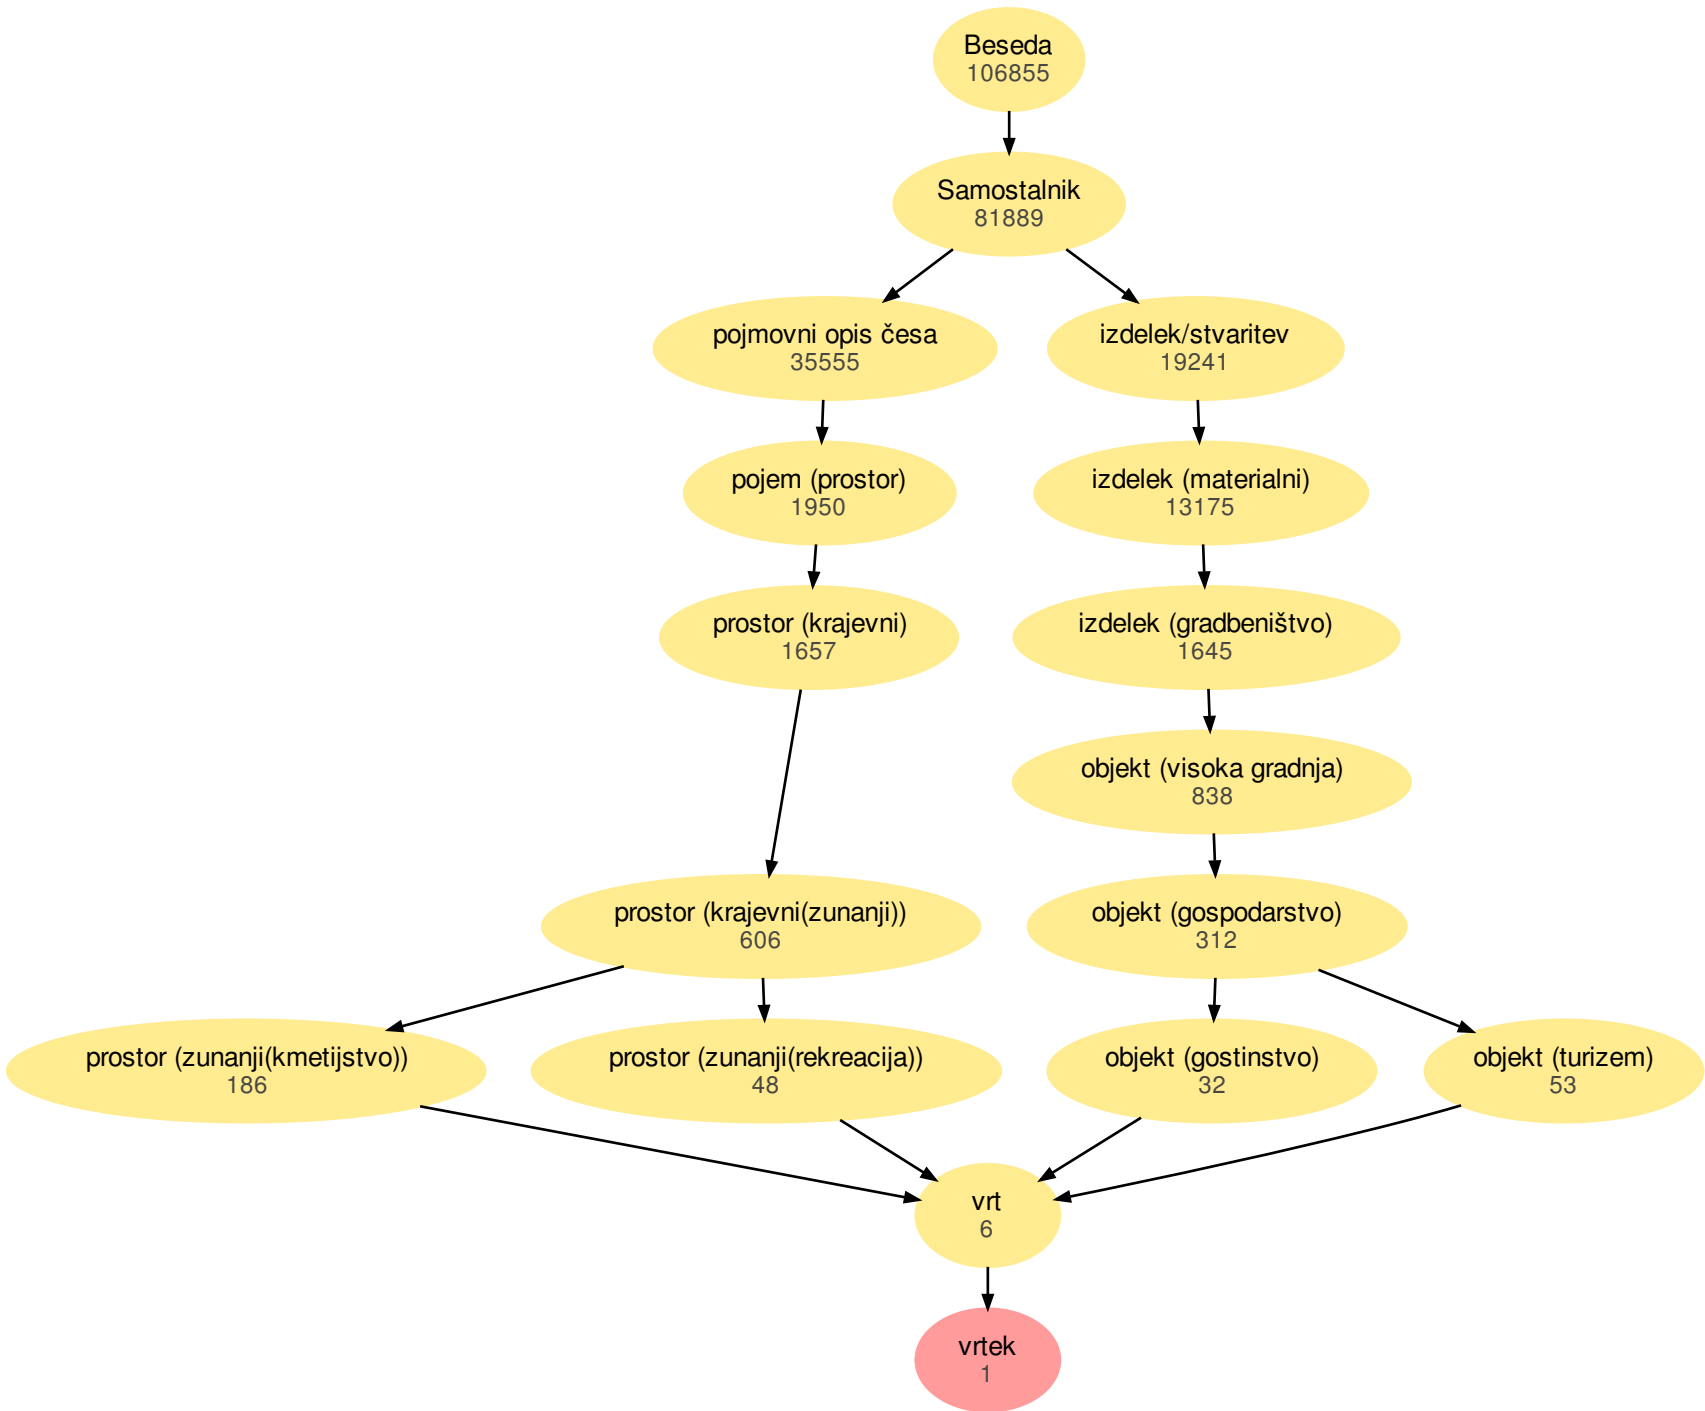 Beseda
106855
Samostalnik
81889
pojmovni opis česa
35555
izdelek/stvaritev
19241
pojem (prostor)
1950
izdelek (materialni)
13175
prostor (krajevni)
1657
izdelek (gradbeništvo)
1645
objekt (visoka gradnja)
838
prostor (krajevni(zunanji))
606
objekt (gospodarstvo)
312
prostor (zunanji(kmetijstvo))
186
prostor (zunanji(rekreacija))
48
objekt (gostinstvo)
32
objekt (turizem)
53
vrt
6
vrtek
1